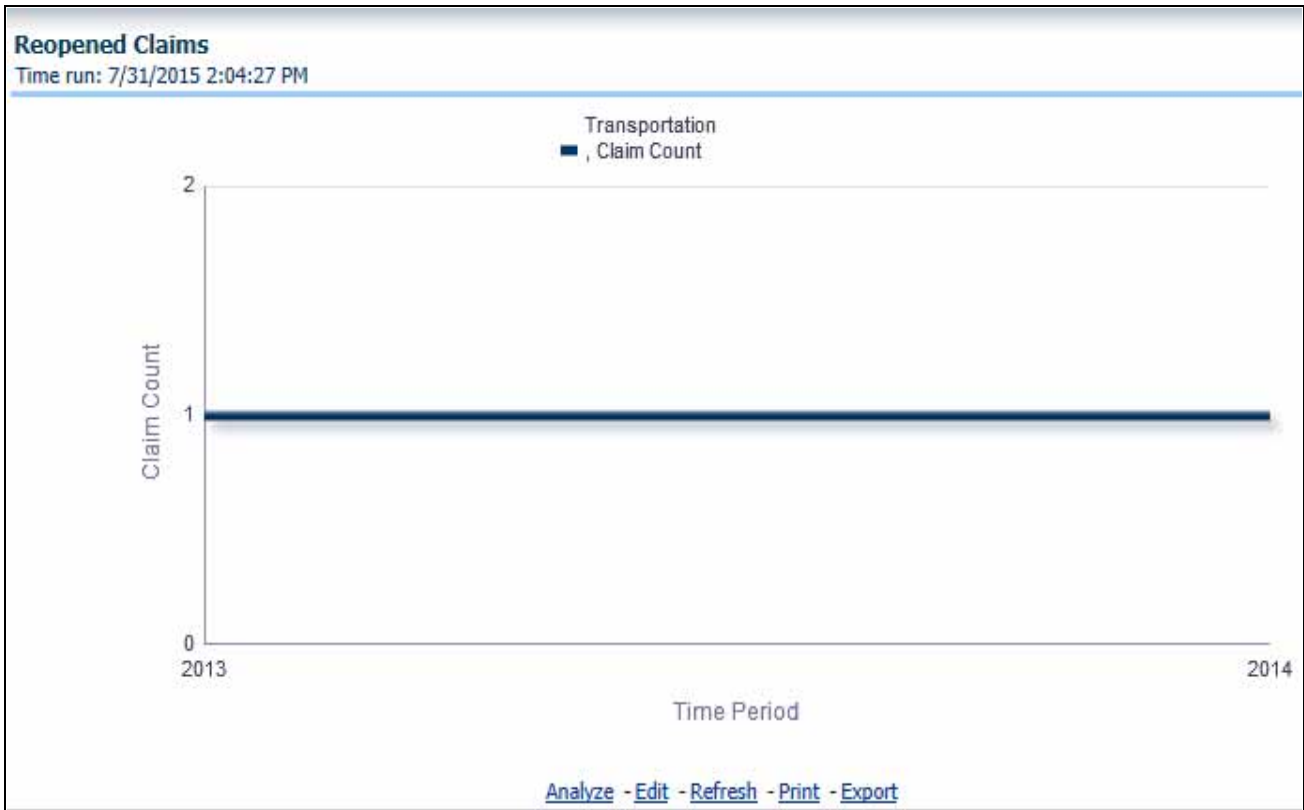 Reopened Claims
Time run: 7/31/2015 2:04:27 PM
Transportation
, Claim Count
2
1
0
Claim Count
2013
2014
Time Period
Analyze - Edit - Refresh - Print - Export